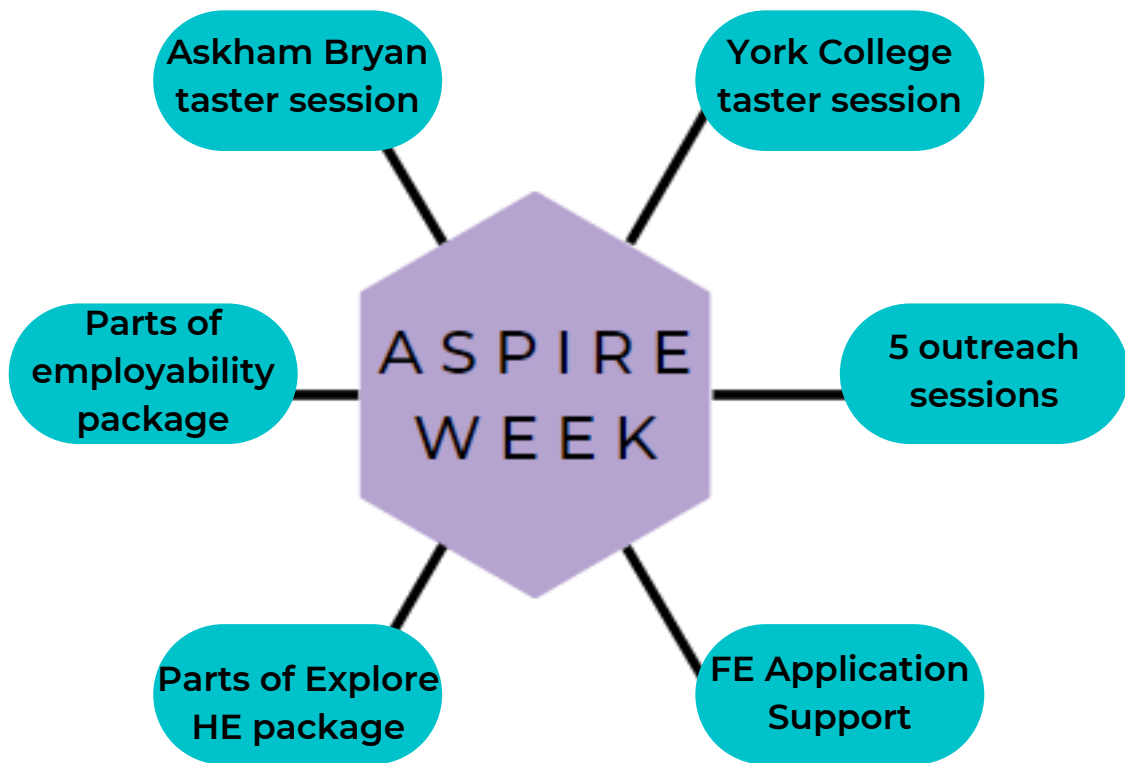 Askham Bryan
taster session
York College
taster session
Parts of
employability
package
ASPIRE
WEEK
5 outreach
sessions
Parts of Explore
HE package
FE Application
Support